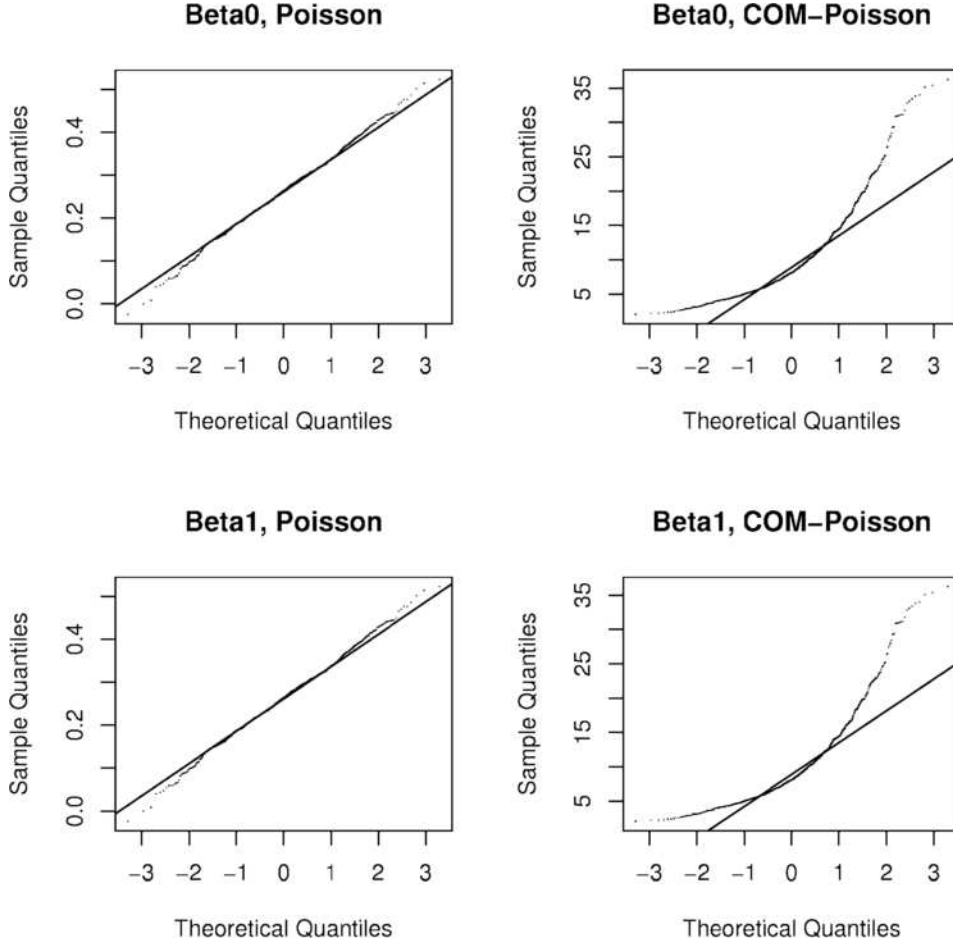 Beta0, Poisson
Sample Quantiles
0.4
0.2
0.0
−3 −2 −1 0 1 2 3
Theoretical Quantiles
Beta0, COM−Poisson
Sample Quantiles
35
25
15
5
−3 −2 −1 0 1 2 3
Theoretical Quantiles
Beta1, Poisson
Sample Quantiles
0.4
0.2
0.0
−3 −2 −1 0 1 2 3
Theoretical Quantiles
Beta1, COM−Poisson
Sample Quantiles
35
25
15
5
−3 −2 −1 0 1 2 3
Theoretical Quantiles